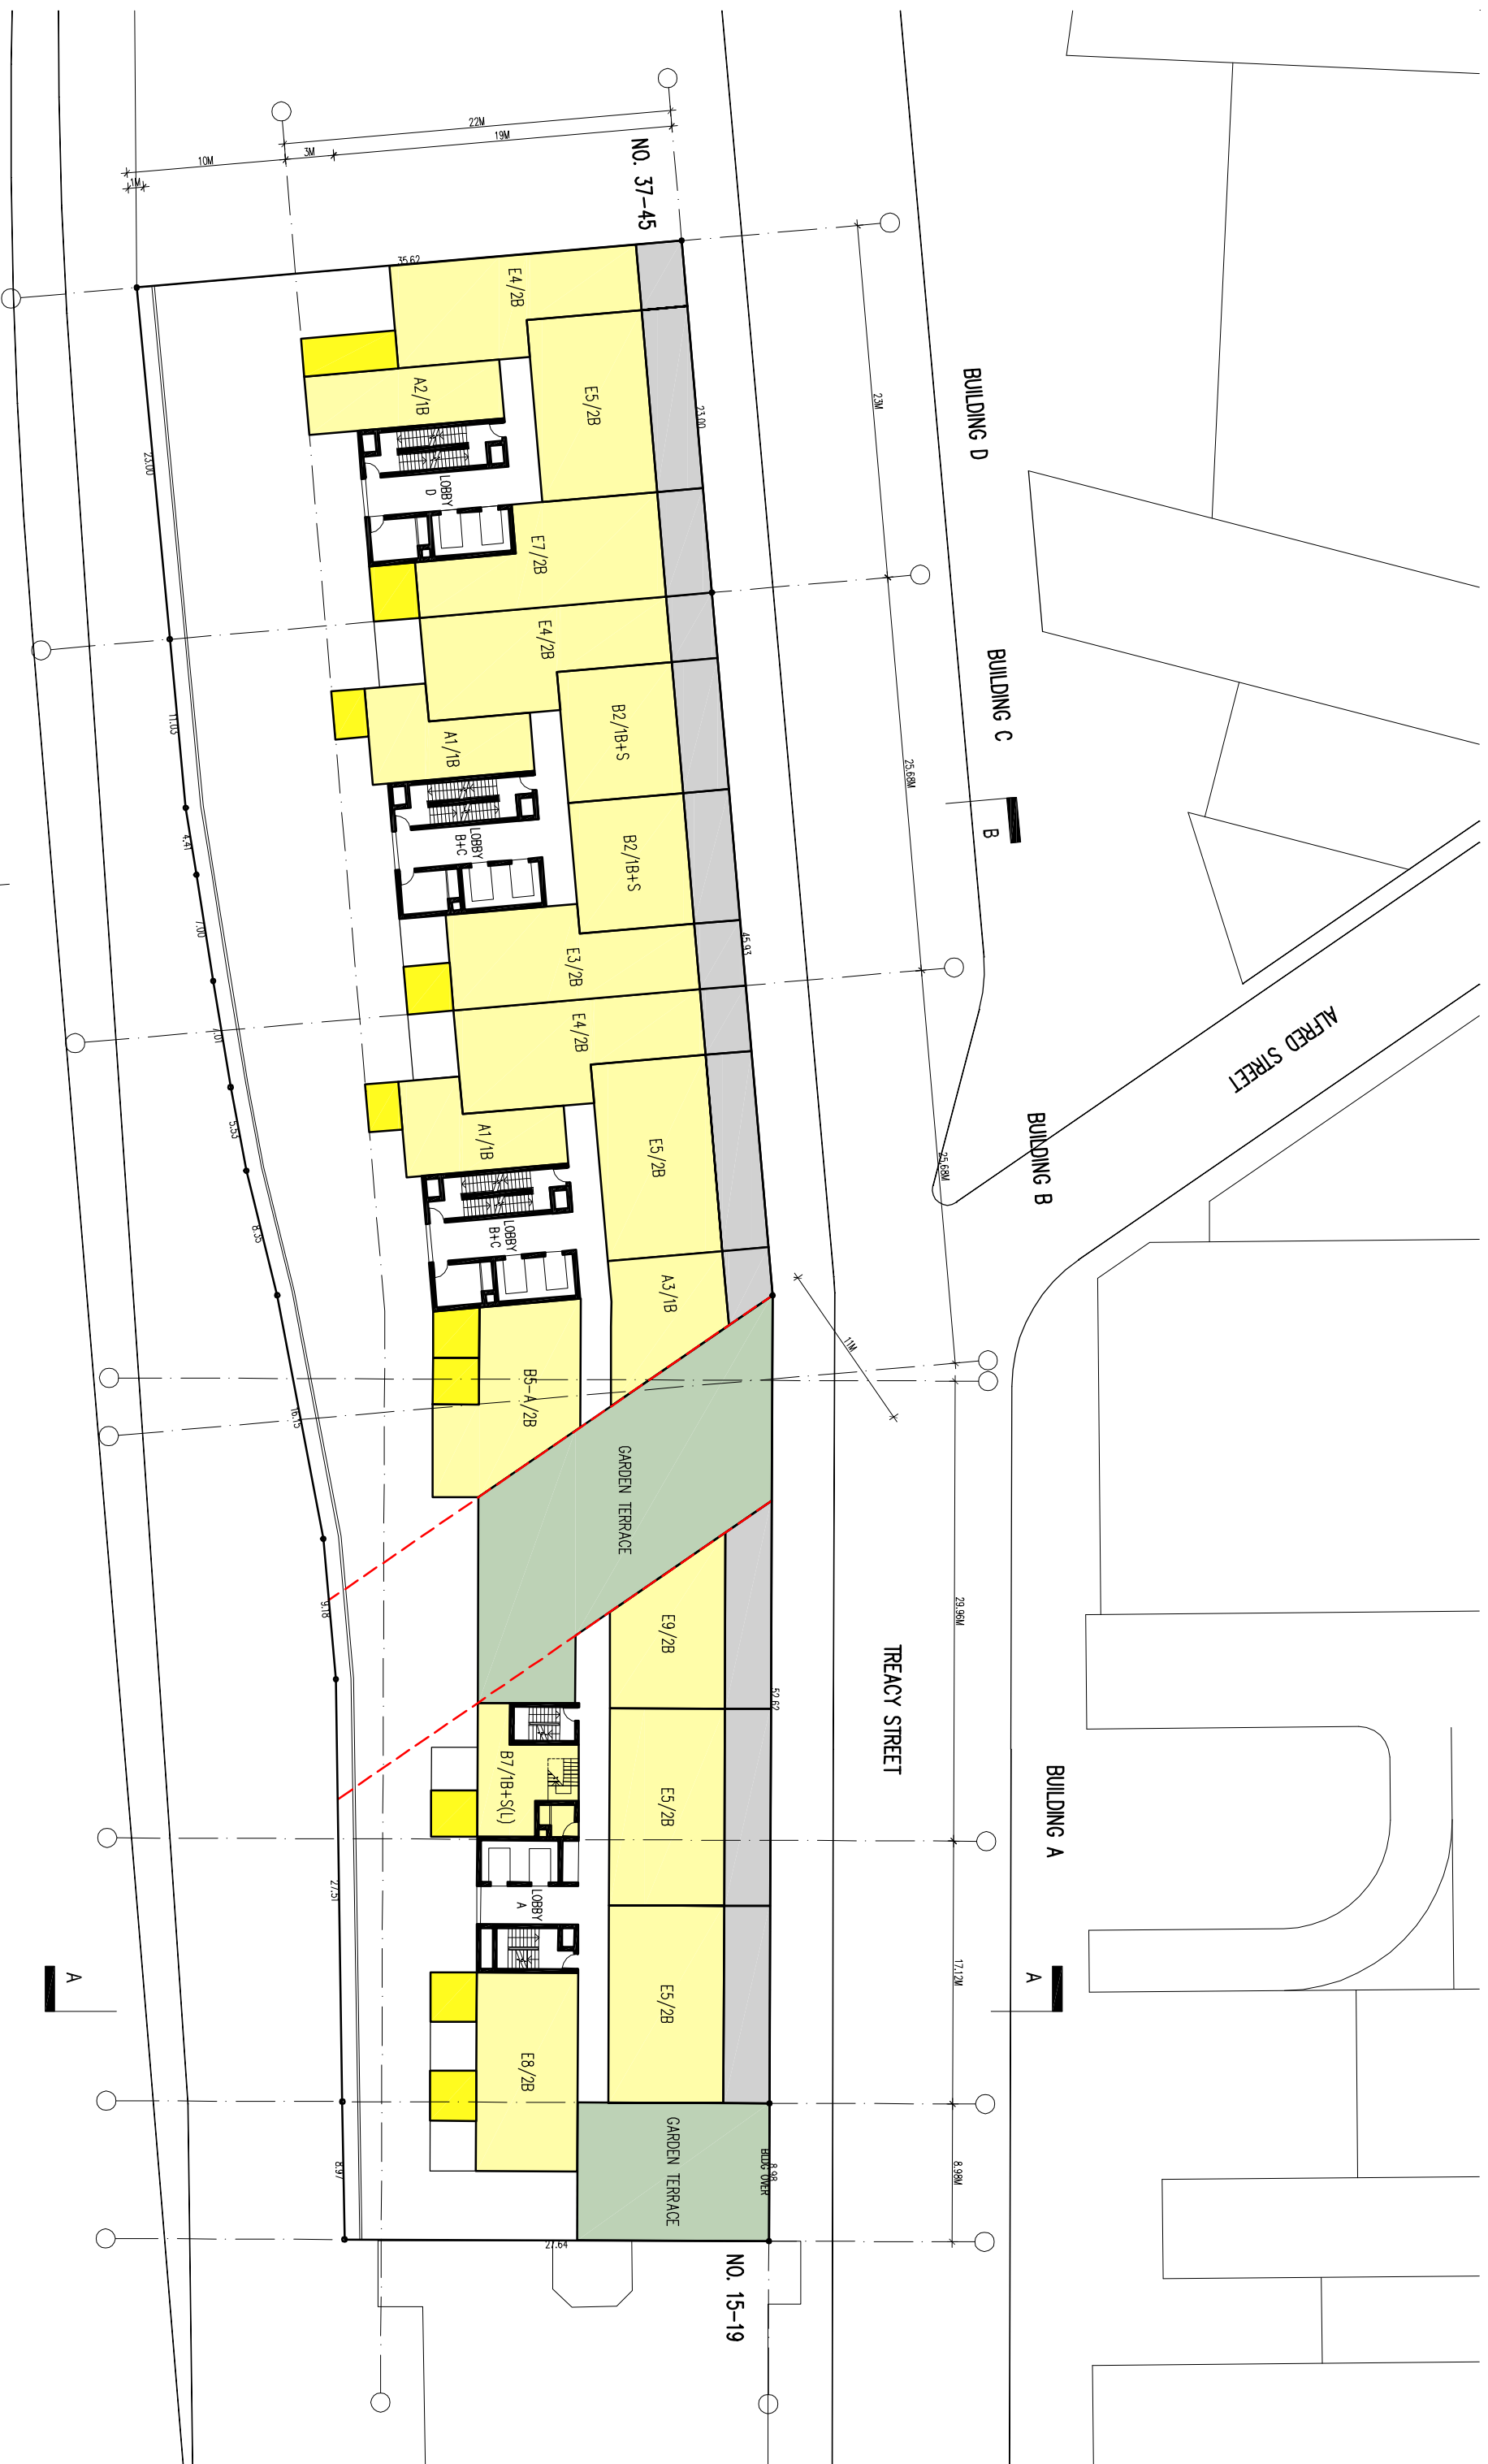 22M
19M
3M
10M
1M
NO. 37-45
35.62
E4/2B
A2/1B
E5/2B
23.00
23M
BUILDING D
23.00
LOBBY
D
E7/2B
E4/2B
BUILDING C
11.03
A1/1B
B2/1B+S
25.68M
B
4.41
LOBBY
B+C
B2/1B+S
7.00
E3/2B
45.93
7.01
E4/2B
ALFRED STREET
5.53
A1/1B
E5/2B
BUILDING B
25.68M
8.35
LOBBY
B+C
A3/1B
11M
16.15
B5-A/2B
GARDEN TERRACE
9.18
E9/2B
29.96M
52.62
TREACY STREET
B7/1B+S(L)
E5/2B
BUILDING A
27.51
LOBBY
A
A
E5/2B
17.12M
A
E8/2B
8.97
GARDEN TERRACE
BLDG OVER
8.98
8.98M
27.64
NO. 15-19